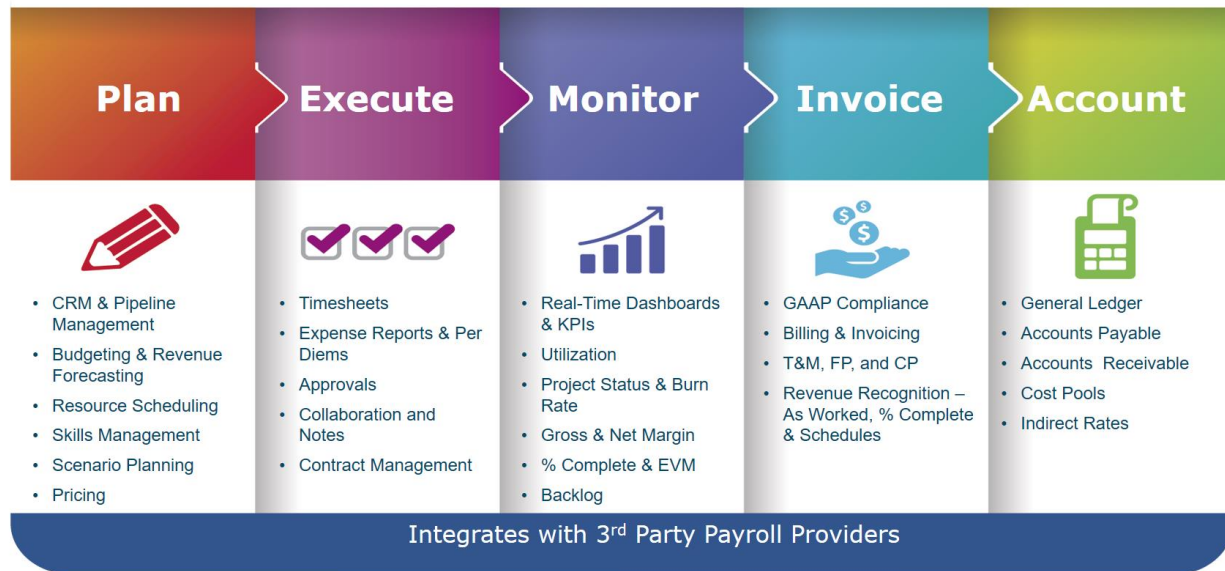 Plan
Execute
Monitor
Invoice
Account
• CRM & Pipeline
Management
• Budgeting & Revenue
Forecasting
• Resource Scheduling
• Skills Management
• Scenario Planning
• Pricing
• Timesheets
• Expense Reports & Per
Diems
• Approvals
• Collaboration and
Notes
• Contract Management
• Real-Time Dashboards
& KPIs
• Utilization
• Project Status & Burn
Rate
• Gross & Net Margin
• % Complete & EVM
• Backlog
$
$
$
• GAAP Compliance
• Billing & Invoicing
• T&M, FP, and CP
• Revenue Recognition –
As Worked, % Complete
& Schedules
• General Ledger
• Accounts Payable
• Accounts Receivable
• Cost Pools
• Indirect Rates
Integrates with 3rd Party Payroll Providers